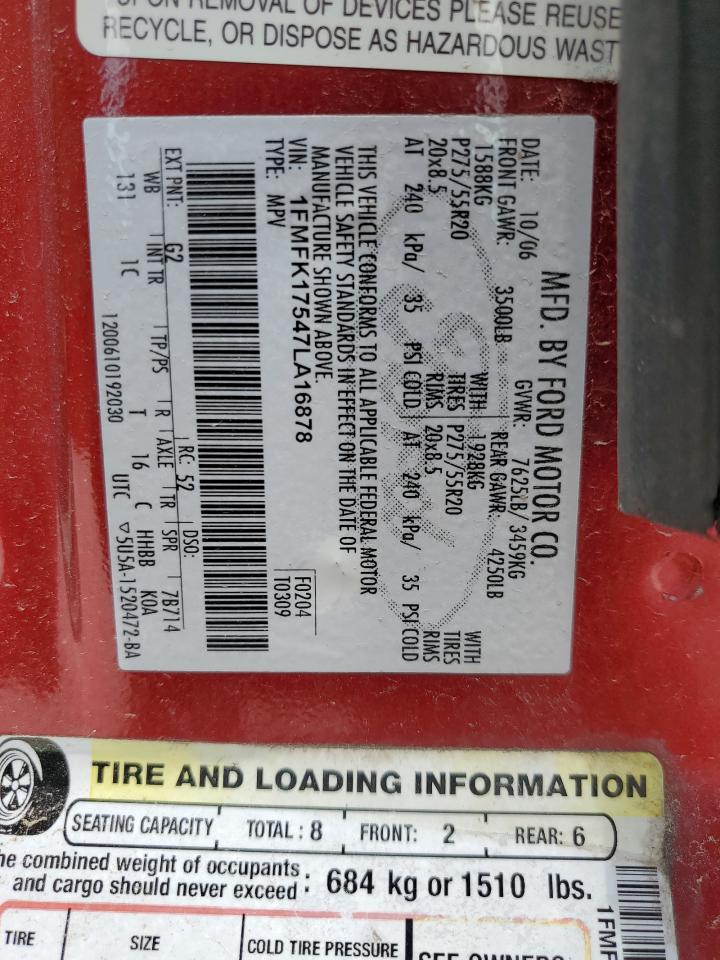 UPON REMOVAL OF DEVICES PLEASE REUSE
RECYCLE, OR DISPOSE AS HAZARDOUS WAST
MFD. BY FORD MOTOR CO.
DATE: 10/06 GVWR: 7625LB/ 3459KG
FRONT GAWR: 3500LB REAR GAWR: 4250LB
1588KG WITH 1928KG WITH
P275/55R20 TIRES P275/55R20 TIRES
20x8.5 RIMS 20x8.5 RIMS
AT 240 kPa/ 35 PSI COLD AT 240 kPa/ 35 PSI COLD
THIS VEHICLE CONFORMS TO ALL APPLICABLE FEDERAL MOTOR
VEHICLE SAFETY STANDARDS IN EFFECT ON THE DATE OF
MANUFACTURE SHOWN ABOVE.
VIN: 1FMFK17547LA16878 F0204
TYPE: MPV T0309
EXT PNT: G2 RC: 52 DSO:
WB INT TR TP/PS R AXLE TR SPR 7B714
131 1C T 16 C HHBB K0A
1200610192030 UTC ▽5U5A-1520472-BA
TIRE AND LOADING INFORMATION
SEATING CAPACITY TOTAL : 8 FRONT: 2 REAR: 6
he combined weight of occupants
and cargo should never exceed : 684 kg or 1510 lbs.
TIRE SIZE COLD TIRE PRESSURE SEE OWNERS
1FMF